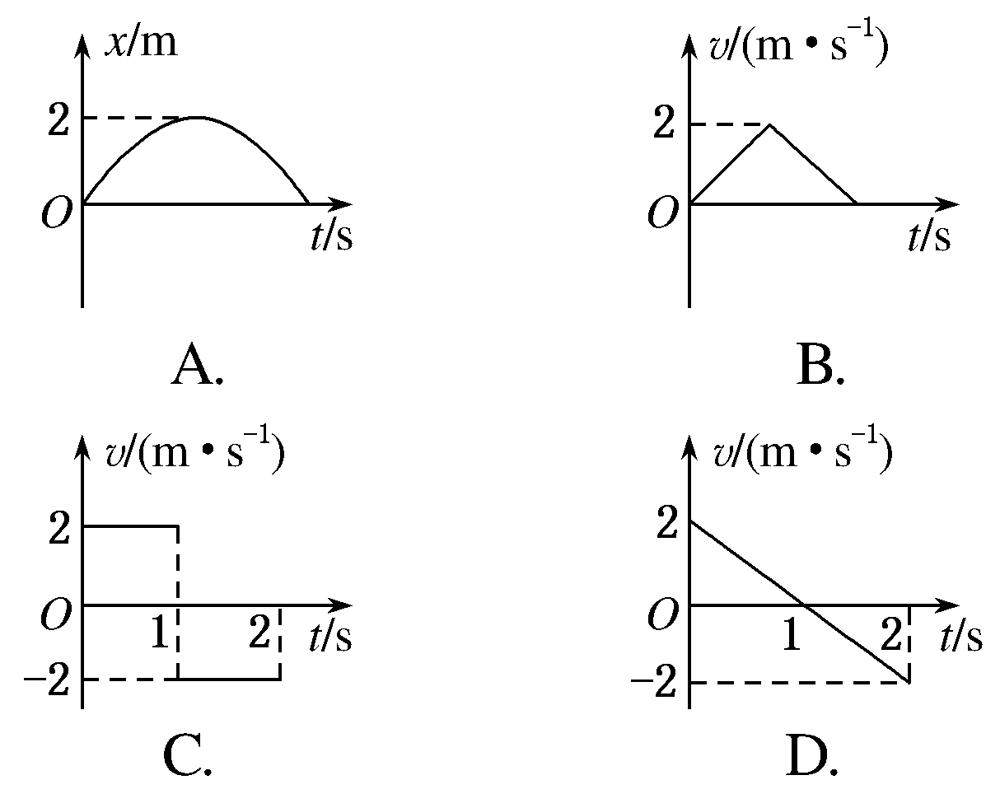 x/m
2
O
t/s
A.
v/(m • s⁻¹)
2
O
t/s
B.
v/(m • s⁻¹)
2
O
1
2
t/s
−2
C.
v/(m • s⁻¹)
2
O
1
2
t/s
−2
D.